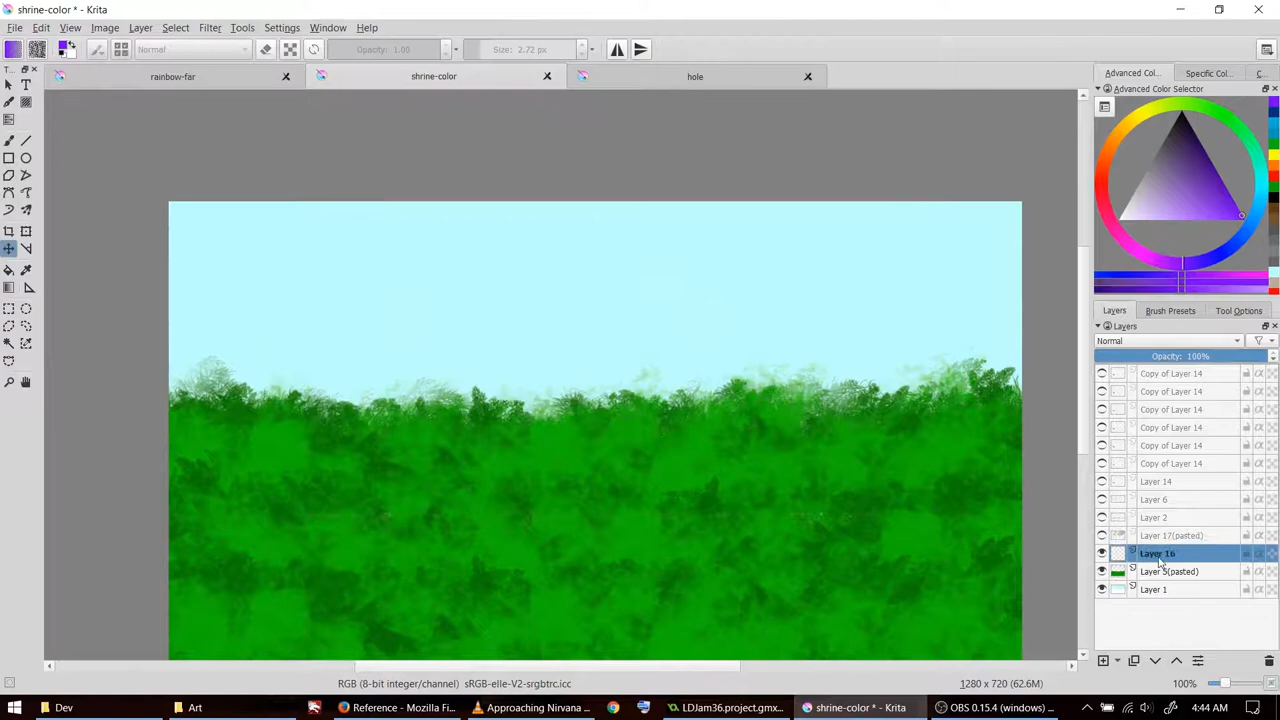 shrine-color * - Krita
File Edit View Image Layer Select Filter Tools Settings Window Help
Normal Opacity: 1.00 Size: 2.72 px
T...
rainbow-far shrine-color hole
Advanced Col... Specific Col... C...
Advanced Color Selector
Layers Brush Presets Tool Options
Layers
Normal
Opacity: 100%
Copy of Layer 14
Copy of Layer 14
Copy of Layer 14
Copy of Layer 14
Copy of Layer 14
Copy of Layer 14
Layer 14
Layer 6
Layer 2
Layer 17(pasted)
Layer 16
Layer 5(pasted)
Layer 1
RGB (8-bit integer/channel) sRGB-elle-V2-srgbtrc.icc 1280 x 720 (62.6M) 100%
Dev Art Reference - Mozilla Fi... Approaching Nirvana ... LDJam36.project.gmx... shrine-color * - Krita OBS 0.15.4 (windows)... 4:44 AM